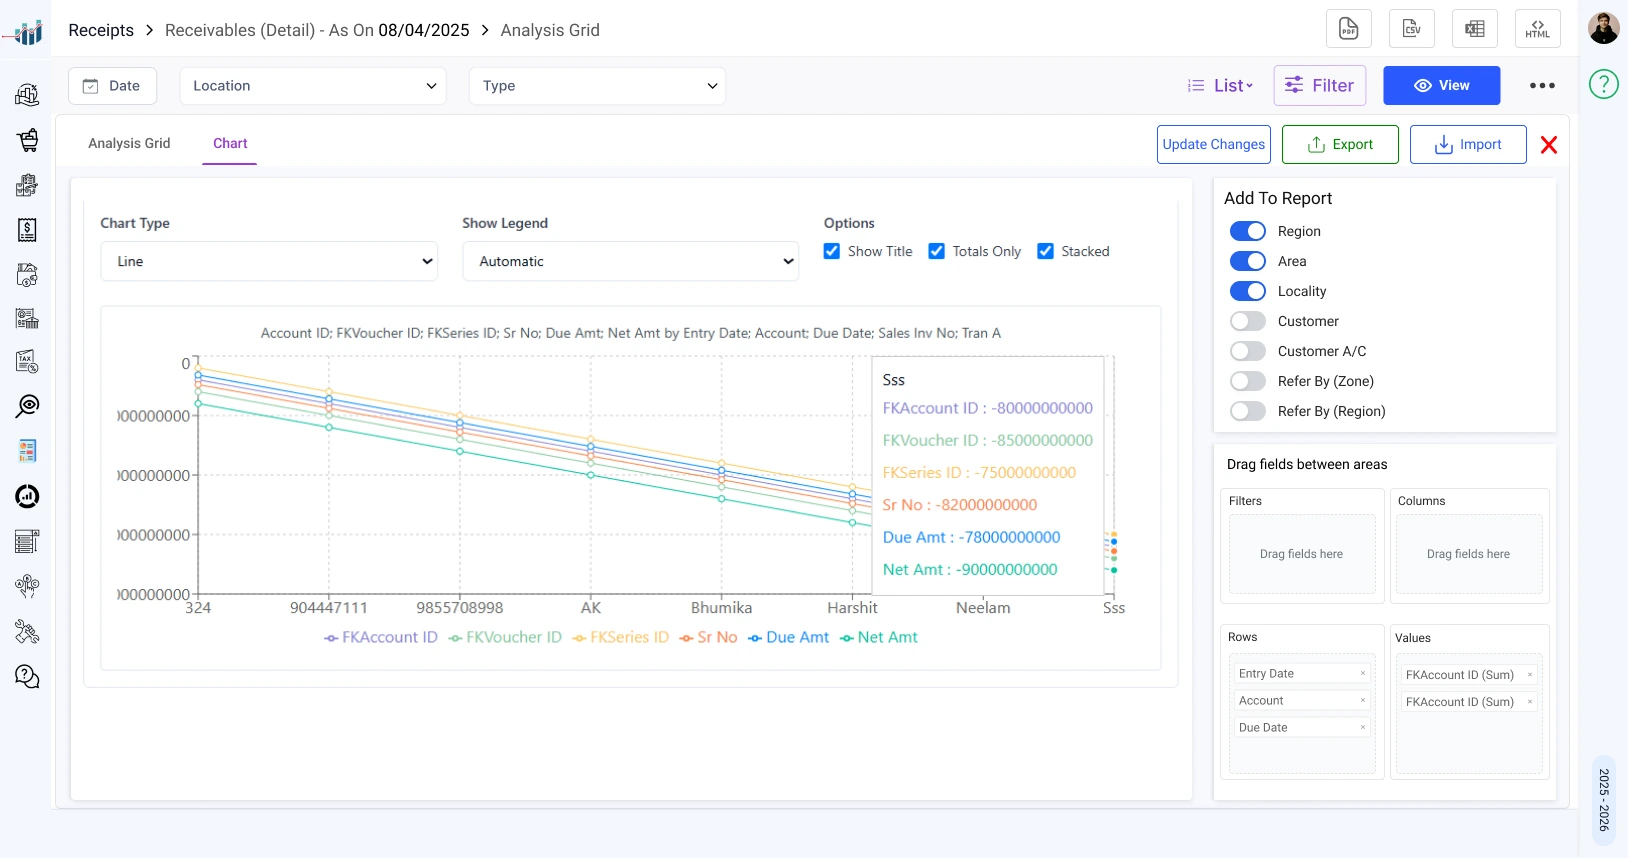 Receipts > Receivables (Detail) - As On 08/04/2025 > Analysis Grid
PDF
CSV
HTML
Date
Location
Type
List
Filter
View
Analysis Grid
Chart
Update Changes
Export
Import
Chart Type
Show Legend
Options
Line
Automatic
Show Title
Totals Only
Stacked
Account ID; FKVoucher ID; FKSeries ID; Sr No; Due Amt; Net Amt by Entry Date; Account; Due Date; Sales Inv No; Tran A
0
000000000
000000000
000000000
000000000
324
904447111
9855708998
AK
Bhumika
Harshit
Neelam
Sss
Sss
FKAccount ID : -80000000000
FKVoucher ID : -85000000000
FKSeries ID : -75000000000
Sr No : -82000000000
Due Amt : -78000000000
Net Amt : -90000000000
FKAccount ID
FKVoucher ID
FKSeries ID
Sr No
Due Amt
Net Amt
Add To Report
Region
Area
Locality
Customer
Customer A/C
Refer By (Zone)
Refer By (Region)
Drag fields between areas
Filters
Drag fields here
Columns
Drag fields here
Rows
Entry Date ×
Account ×
Due Date ×
Values
FKAccount ID (Sum) ×
FKAccount ID (Sum) ×
TAX
?
2025 - 2026